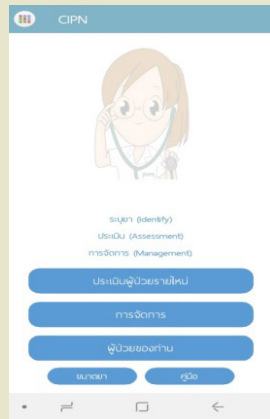 CIPN
ระบุยา (Identify)
ประเมิน (Assessment)
การจัดการ (Management)
ประเมินผู้ป่วยรายใหม่
การจัดการ
ผู้ป่วยของท่าน
ขนาดยา
คู่มือ